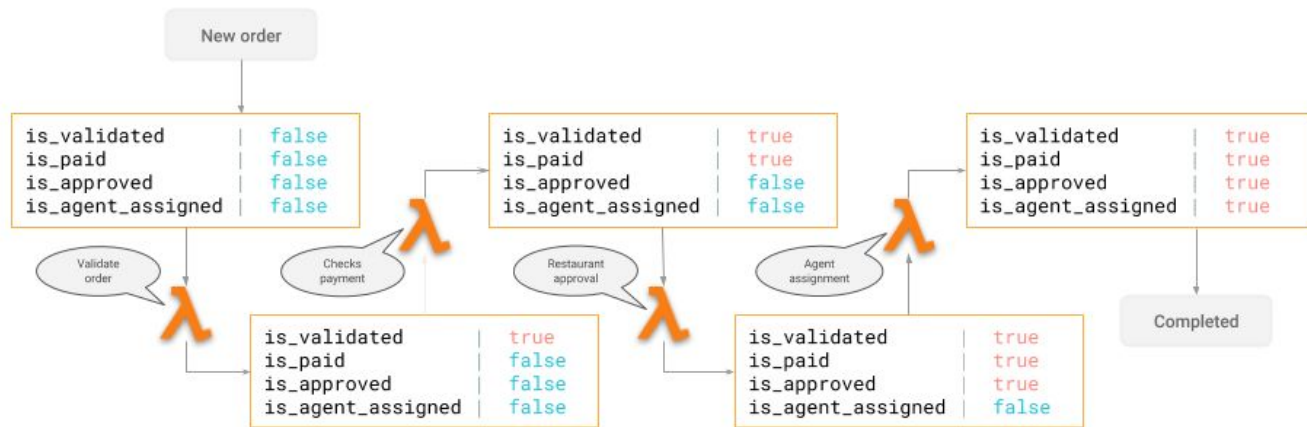 New order
is_validated | false
is_paid | false
is_approved | false
is_agent_assigned | false
Validate
order
is_validated | true
is_paid | false
is_approved | false
is_agent_assigned | false
Checks
payment
is_validated | true
is_paid | true
is_approved | false
is_agent_assigned | false
Restaurant
approval
is_validated | true
is_paid | true
is_approved | true
is_agent_assigned | false
Agent
assignment
is_validated | true
is_paid | true
is_approved | true
is_agent_assigned | true
Completed